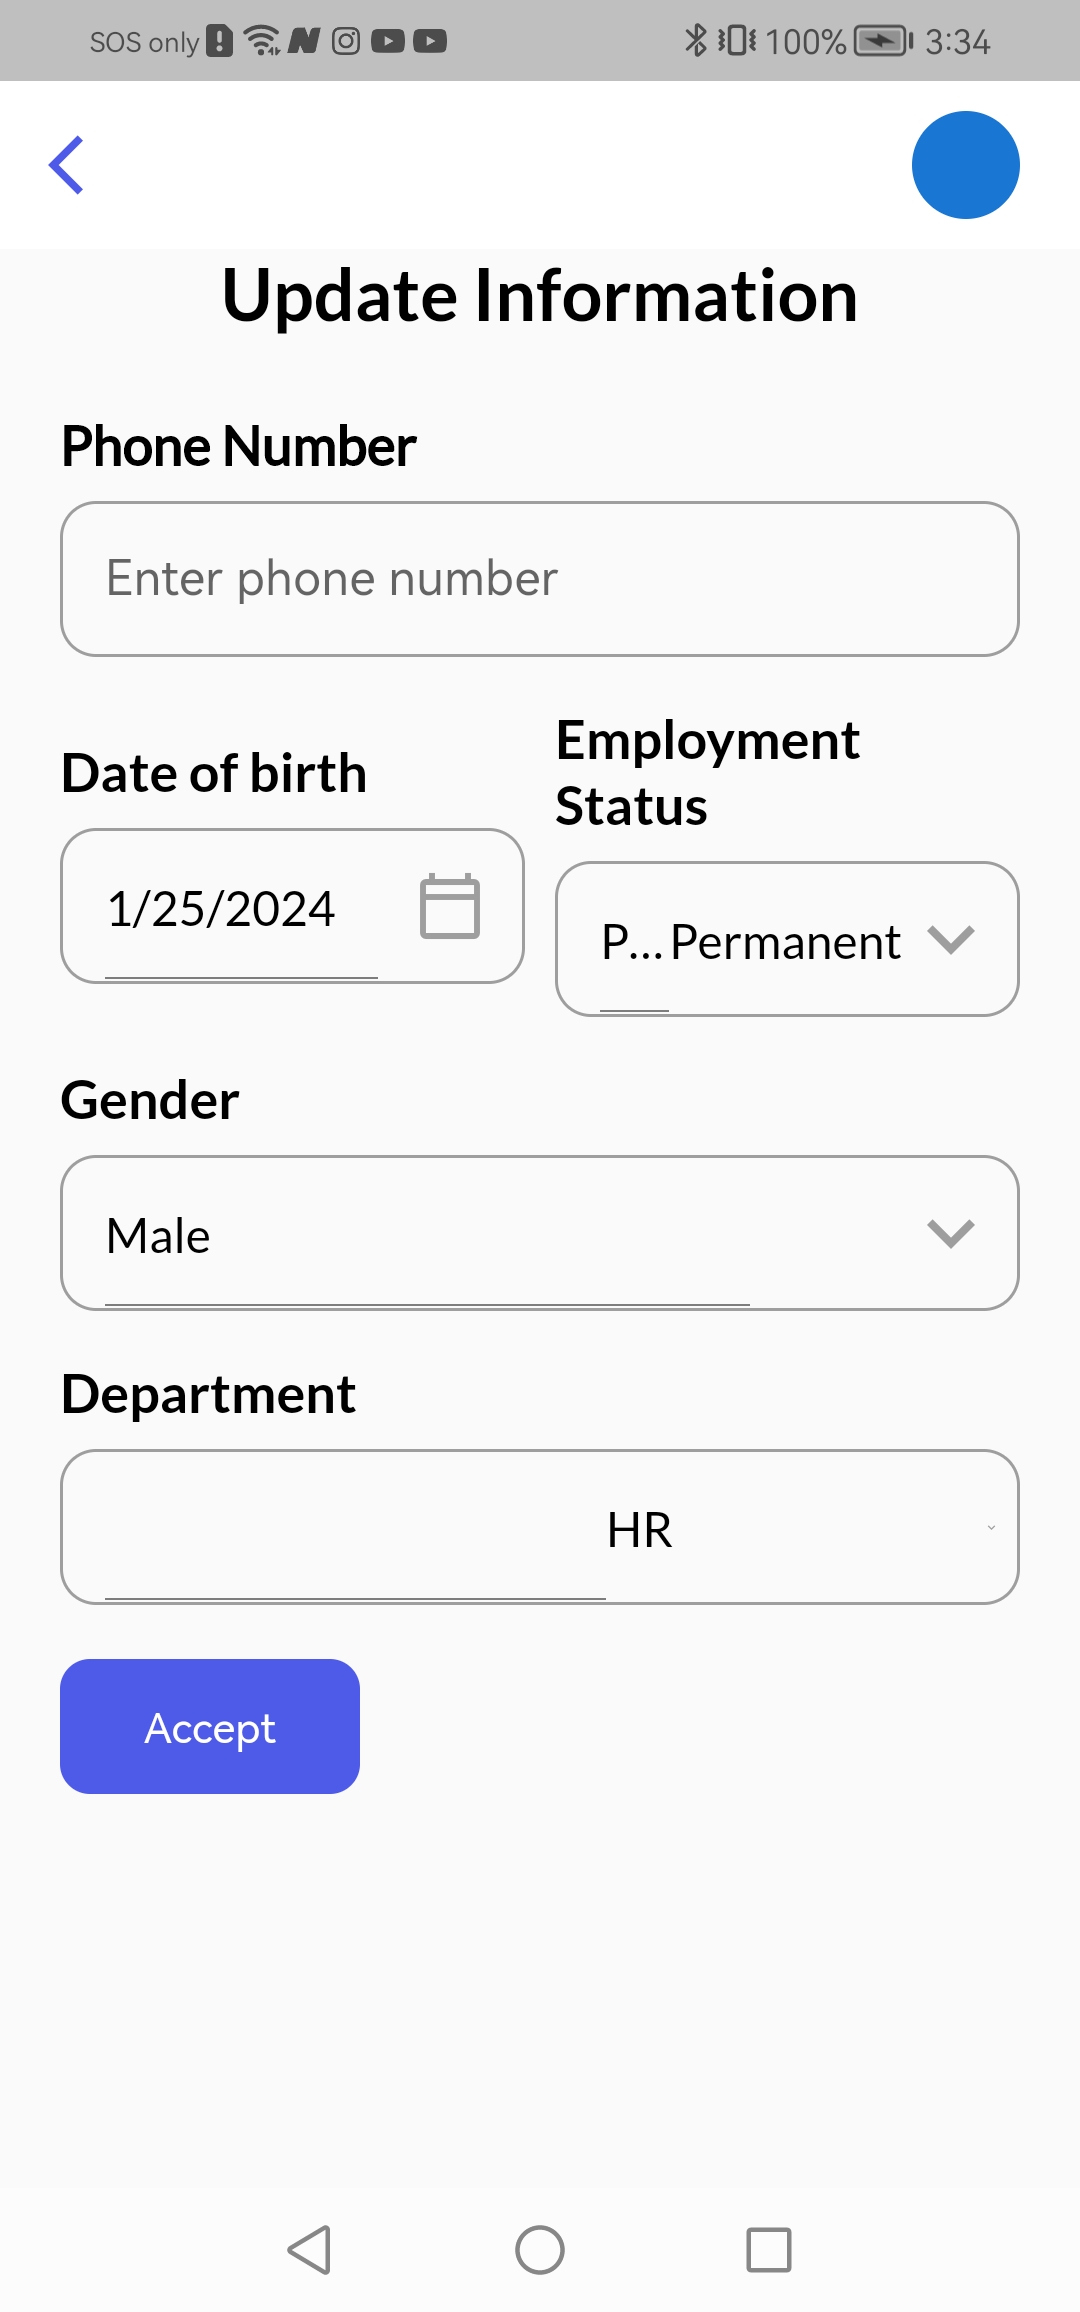 SOS only 100% 3:34
Update Information
Phone Number
Enter phone number
Date of birth
1/25/2024
Employment
Status
P... Permanent
Gender
Male
Department
HR
Accept